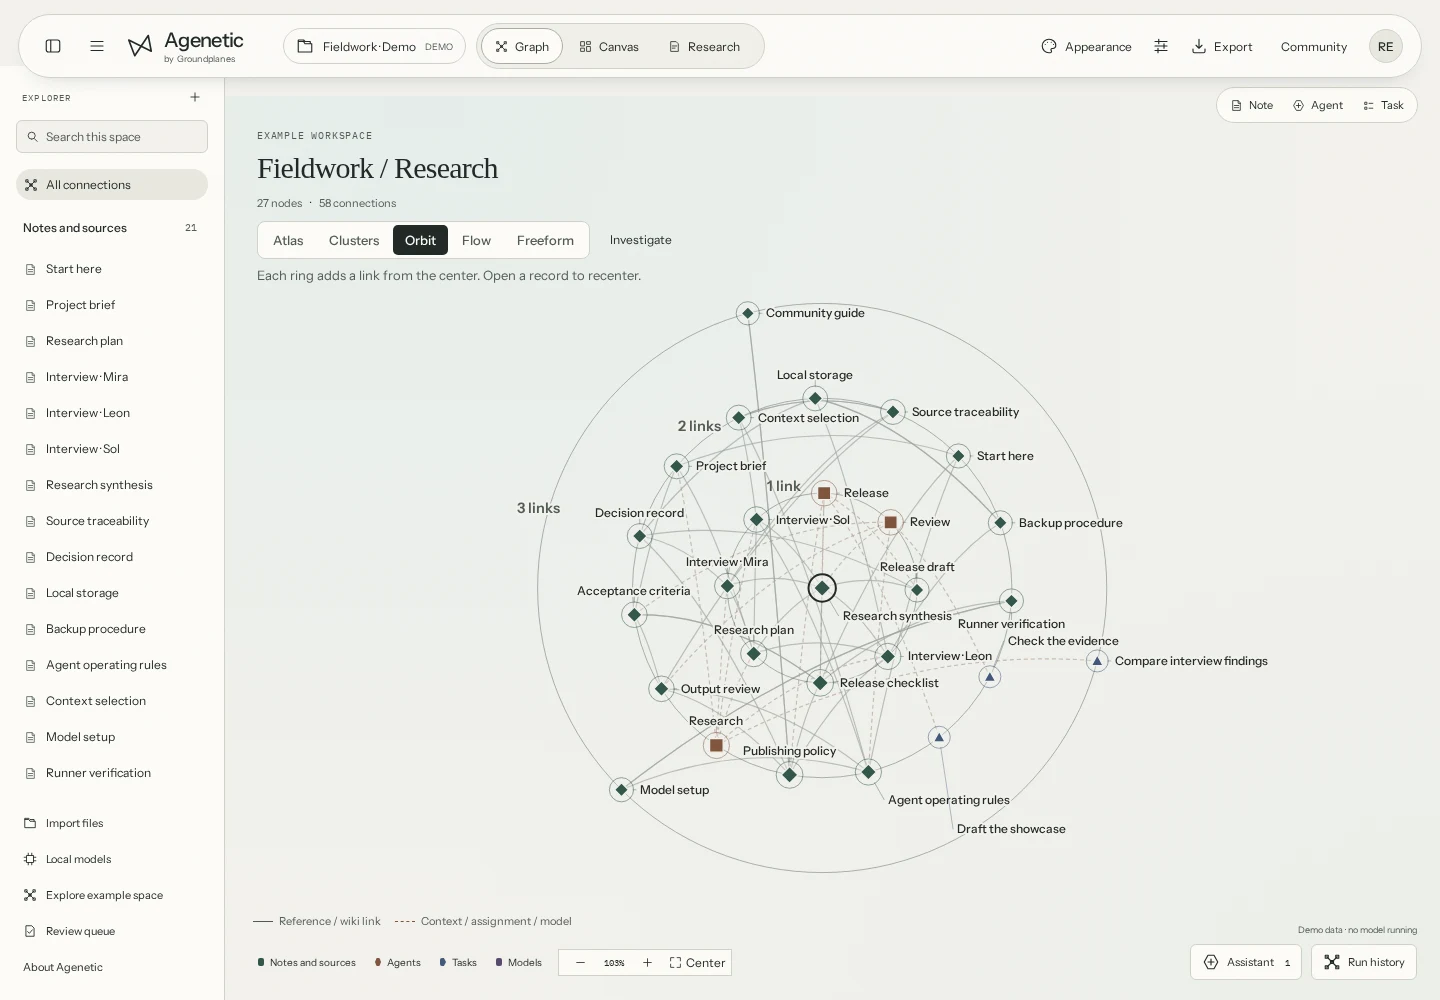 Agenetic
by Groundplanes
Fieldwork · Demo DEMO
Graph
Canvas
Research
Appearance
Export
Community
RE
EXPLORER
Search this space
All connections
Notes and sources 21
Start here
Project brief
Research plan
Interview · Mira
Interview · Leon
Interview · Sol
Research synthesis
Source traceability
Decision record
Local storage
Backup procedure
Agent operating rules
Context selection
Model setup
Runner verification
Import files
Local models
Explore example space
Review queue
About Agenetic
Note
Agent
Task
EXAMPLE WORKSPACE
Fieldwork / Research
27 nodes · 58 connections
Atlas
Clusters
Orbit
Flow
Freeform
Investigate
Each ring adds a link from the center. Open a record to recenter.
Community guide
Local storage
Source traceability
Context selection
2 links
Start here
Project brief
1 link
Release
3 links
Decision record
Interview · Sol
Review
Backup procedure
Interview · Mira
Release draft
Acceptance criteria
Research synthesis
Runner verification
Research plan
Check the evidence
Interview · Leon
Compare interview findings
Output review
Release checklist
Research
Publishing policy
Model setup
Agent operating rules
Draft the showcase
Reference / wiki link
Context / assignment / model
Notes and sources
Agents
Tasks
Models
103%
Center
Demo data · no model running
Assistant 1
Run history